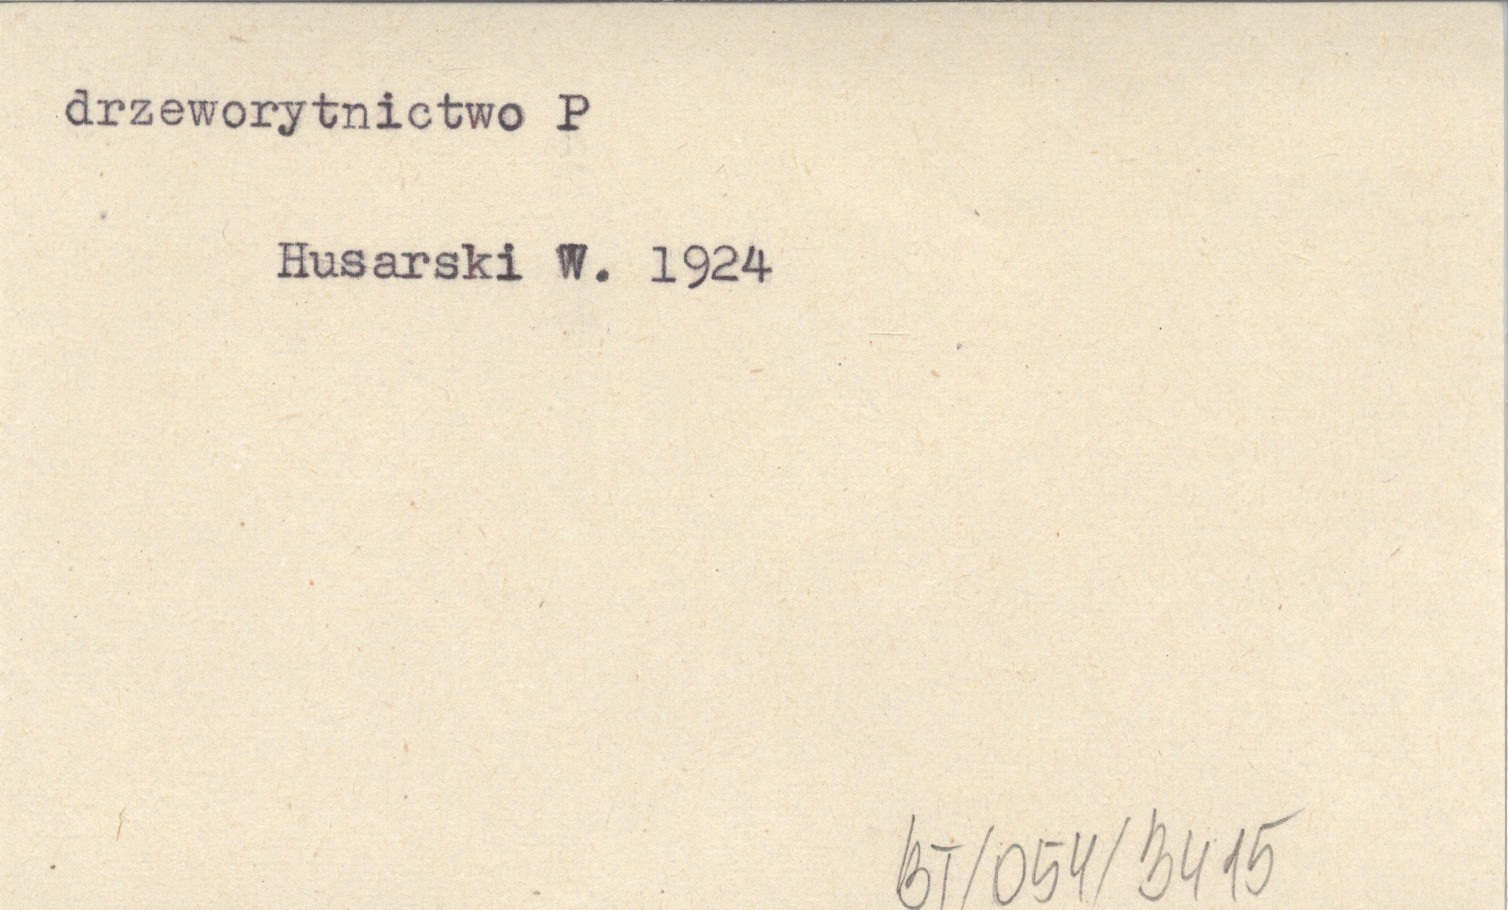 drzeworytnictwo P
Husarski W. 1924
BT/054/3415